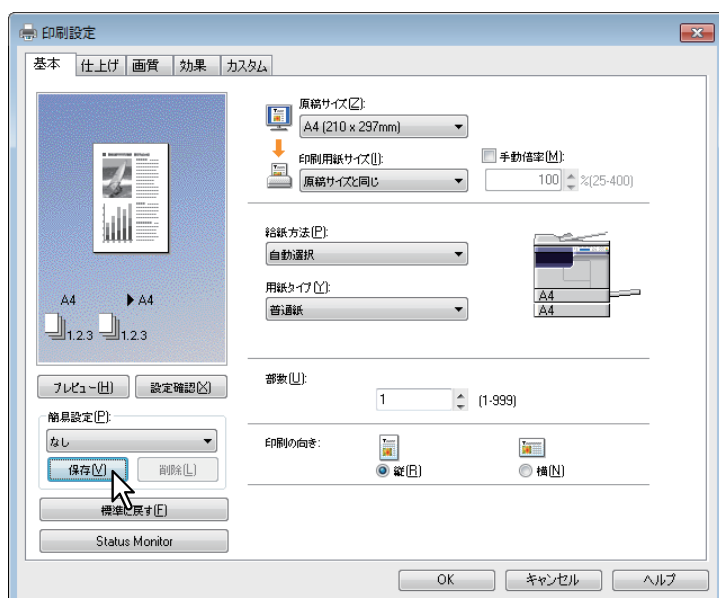 印刷設定
基本 仕上げ 画質 効果 カスタム
A4 ▶A4
1.2.3 1.2.3
プレビュー(H) 設定確認(X)
簡易設定(P):
なし
保存(V) 削除(L)
標準に戻す(F)
Status Monitor
原稿サイズ(Z):
A4 (210 x 297mm)
印刷用紙サイズ(I):
原稿サイズと同じ
手動倍率(M):
100 %(25-400)
給紙方法(P):
自動選択
用紙タイプ(Y):
普通紙
A4
A4
部数(U):
1 (1-999)
印刷の向き:
縦(R) 横(N)
OK キャンセル ヘルプ